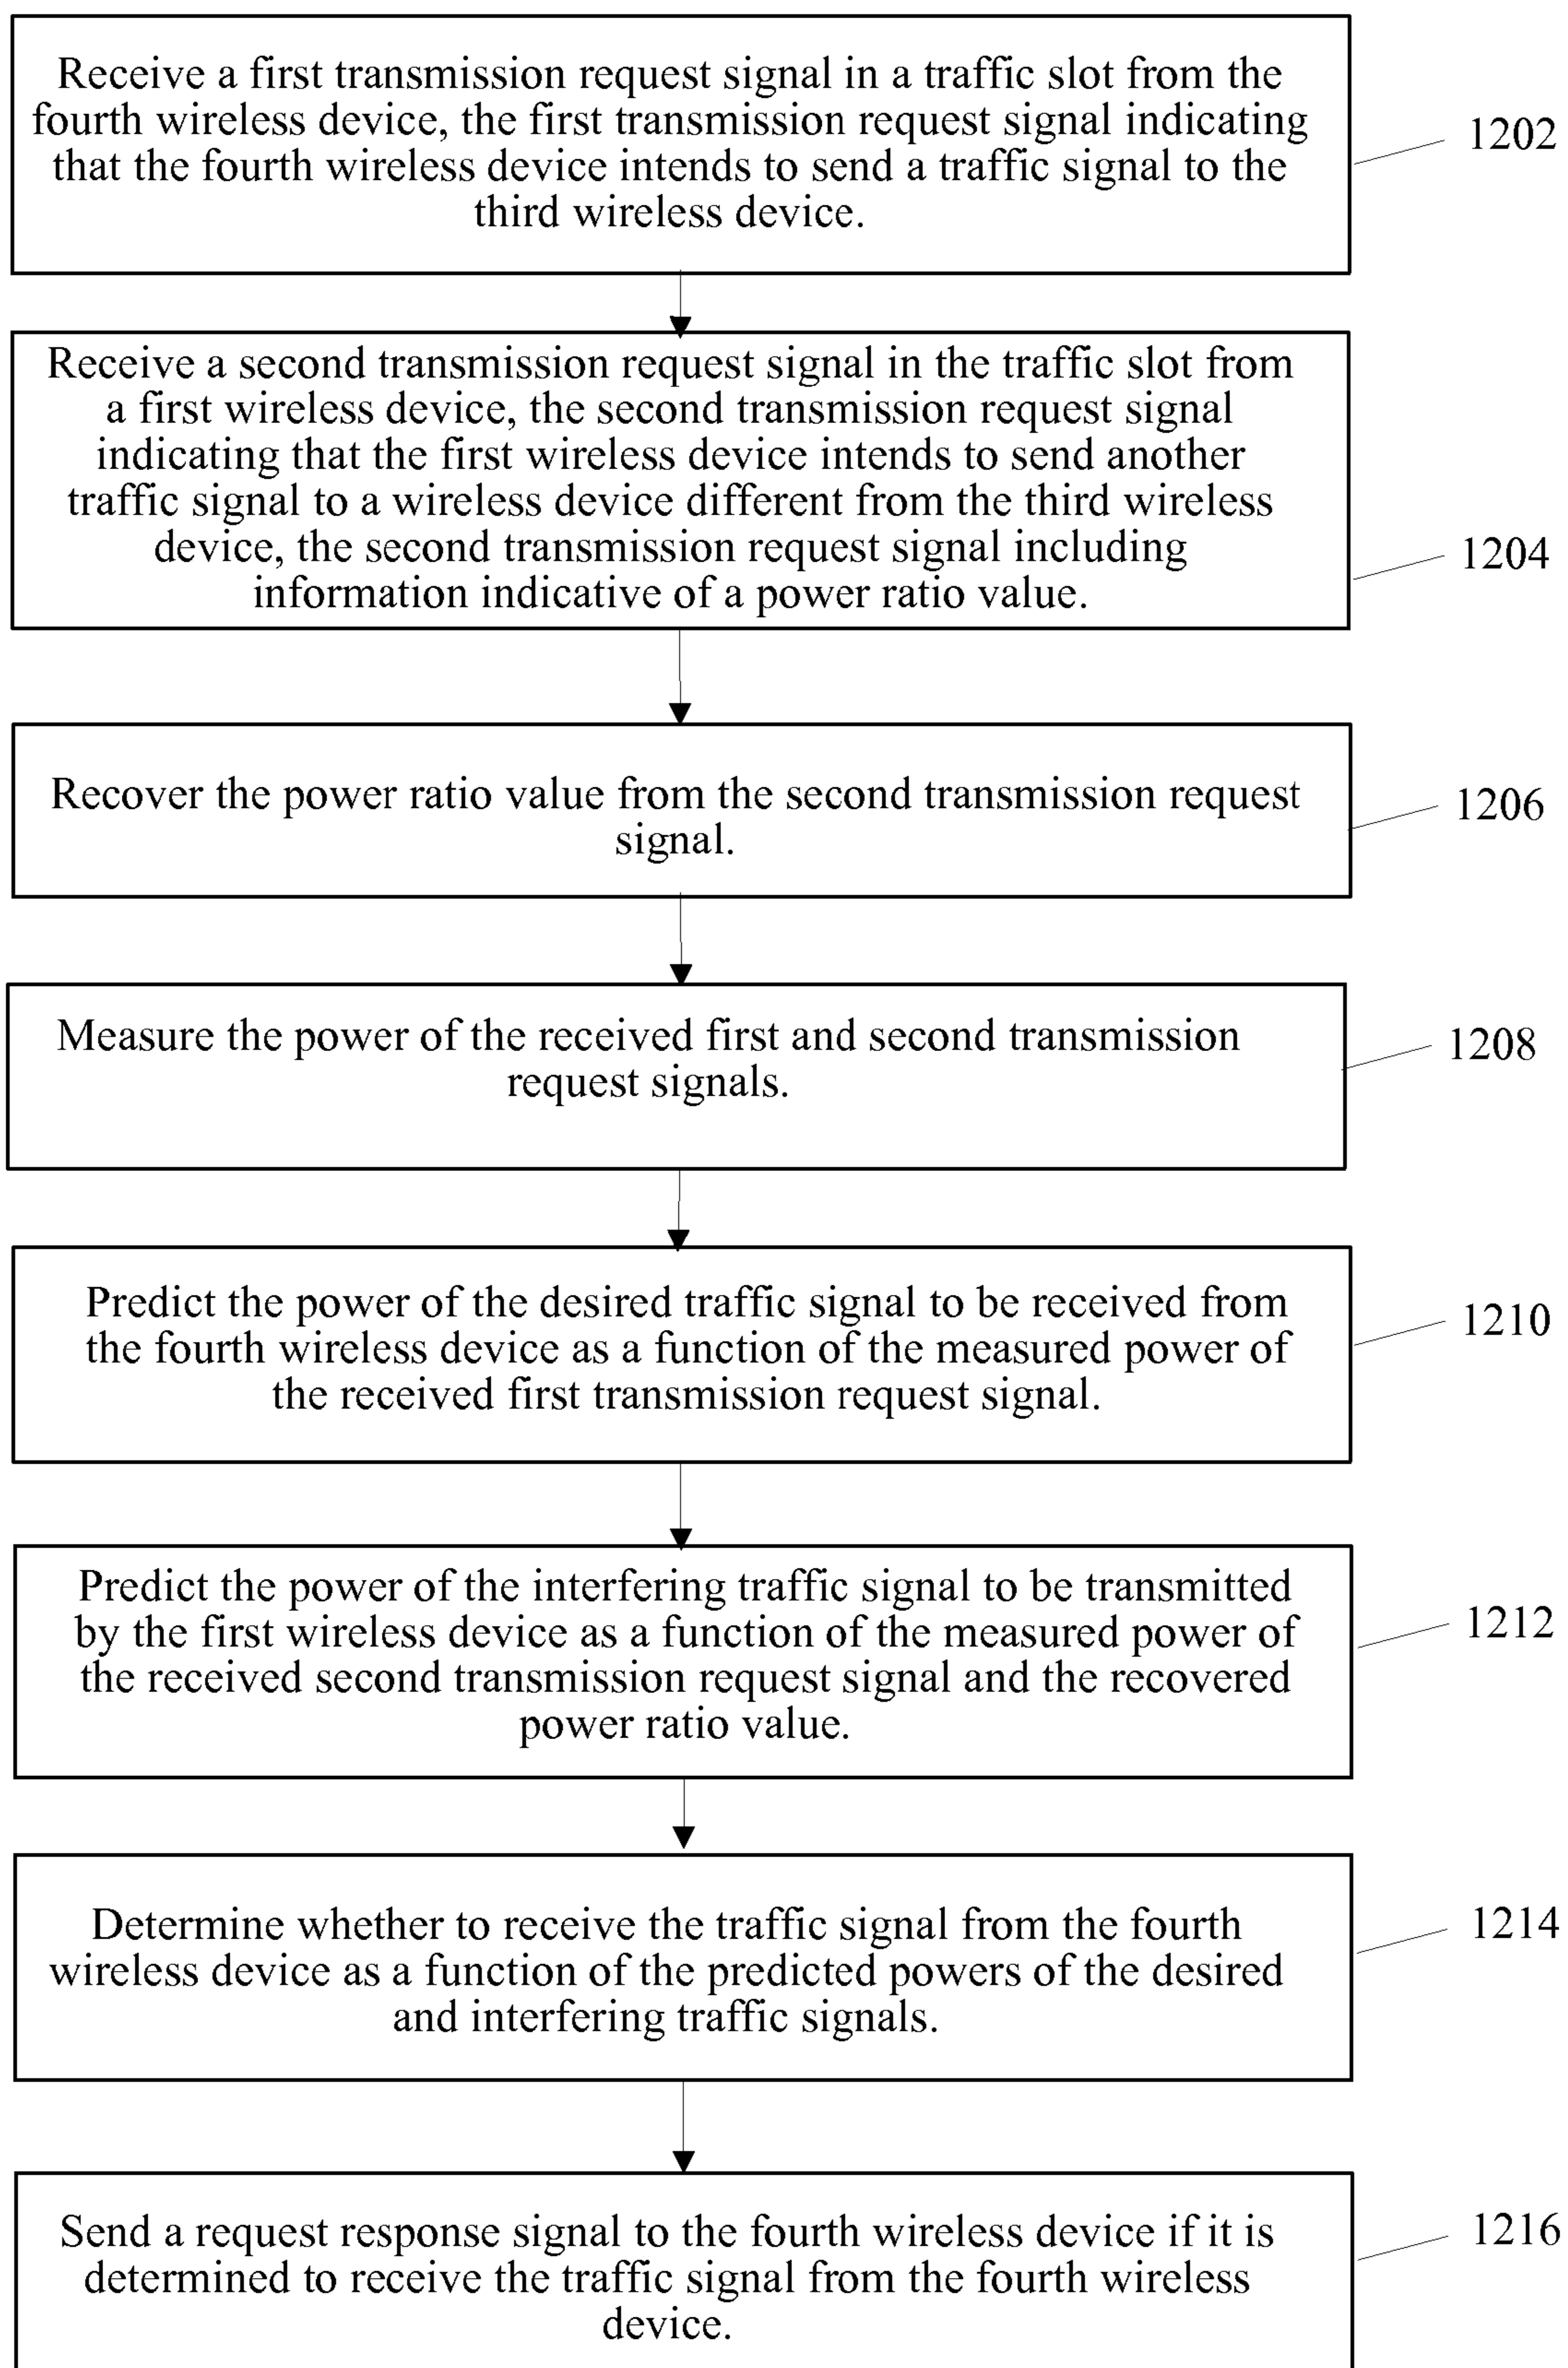 Receive a first transmission request signal in a traffic slot from the
fourth wireless device, the first transmission request signal indicating
that the fourth wireless device intends to send a traffic signal to the
third wireless device.
1202
Receive a second transmission request signal in the traffic slot from
a first wireless device, the second transmission request signal
indicating that the first wireless device intends to send another
traffic signal to a wireless device different from the third wireless
device, the second transmission request signal including
information indicative of a power ratio value.
1204
Recover the power ratio value from the second transmission request
signal.
1206
Measure the power of the received first and second transmission
request signals.
1208
Predict the power of the desired traffic signal to be received from
the fourth wireless device as a function of the measured power of
the received first transmission request signal.
1210
Predict the power of the interfering traffic signal to be transmitted
by the first wireless device as a function of the measured power of
the received second transmission request signal and the recovered
power ratio value.
1212
Determine whether to receive the traffic signal from the fourth
wireless device as a function of the predicted powers of the desired
and interfering traffic signals.
1214
Send a request response signal to the fourth wireless device if it is
determined to receive the traffic signal from the fourth wireless
device.
1216